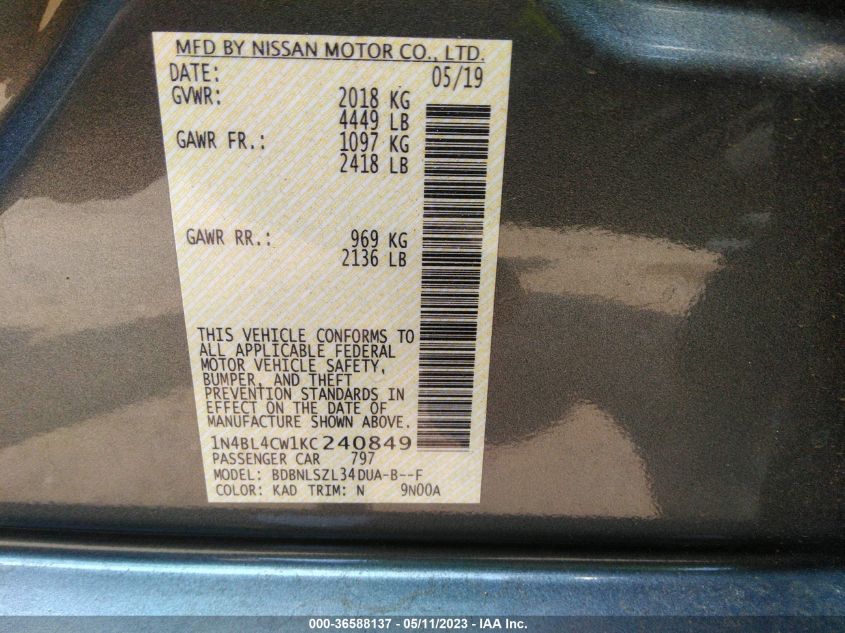 MFD BY NISSAN MOTOR CO., LTD.
DATE: 05/19
GVWR: 2018 KG
4449 LB
GAWR FR.: 1097 KG
2418 LB
GAWR RR.: 969 KG
2136 LB
THIS VEHICLE CONFORMS TO
ALL APPLICABLE FEDERAL
MOTOR VEHICLE SAFETY,
BUMPER, AND THEFT
PREVENTION STANDARDS IN
EFFECT ON THE DATE OF
MANUFACTURE SHOWN ABOVE.
1N4BL4CW1KC240849
PASSENGER CAR 797
MODEL: BDBNLSZL34DUA-B--F
COLOR: KAD TRIM: N 9N00A
000-36588137 - 05/11/2023 - IAA Inc.